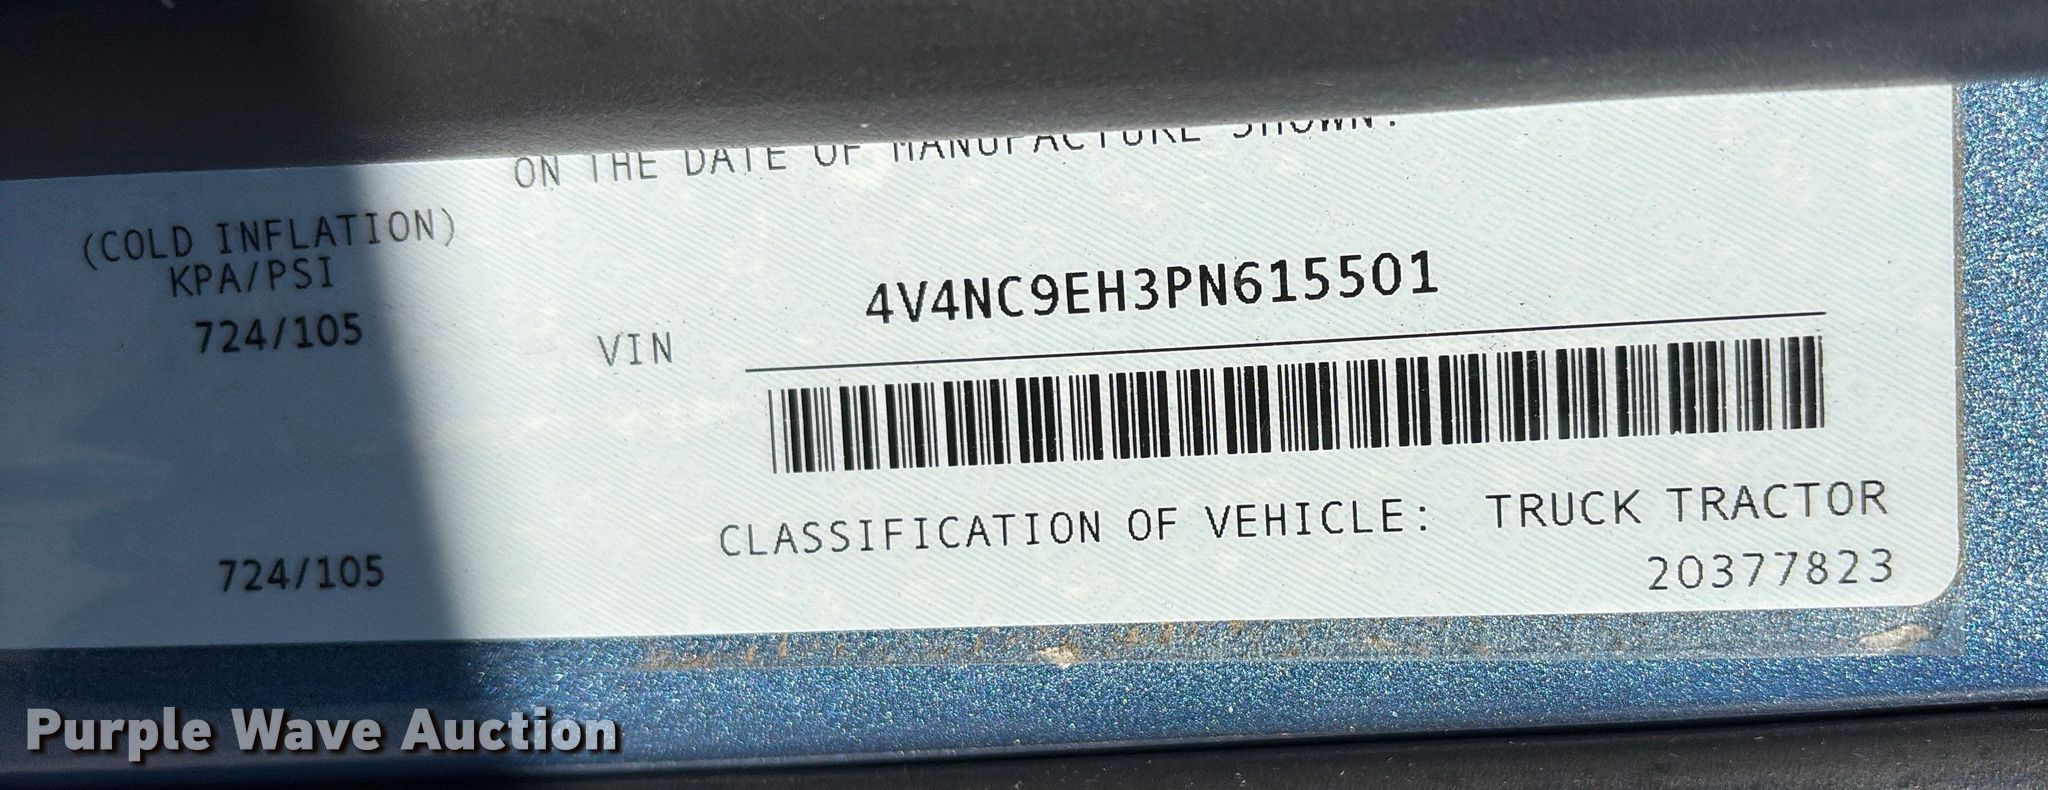 ON THE DATE OF MANUFACTURE SHOWN.
(COLD INFLATION)
KPA/PSI
724/105
4V4NC9EH3PN615501
VIN
CLASSIFICATION OF VEHICLE: TRUCK TRACTOR
724/105
20377823
Purple Wave Auction